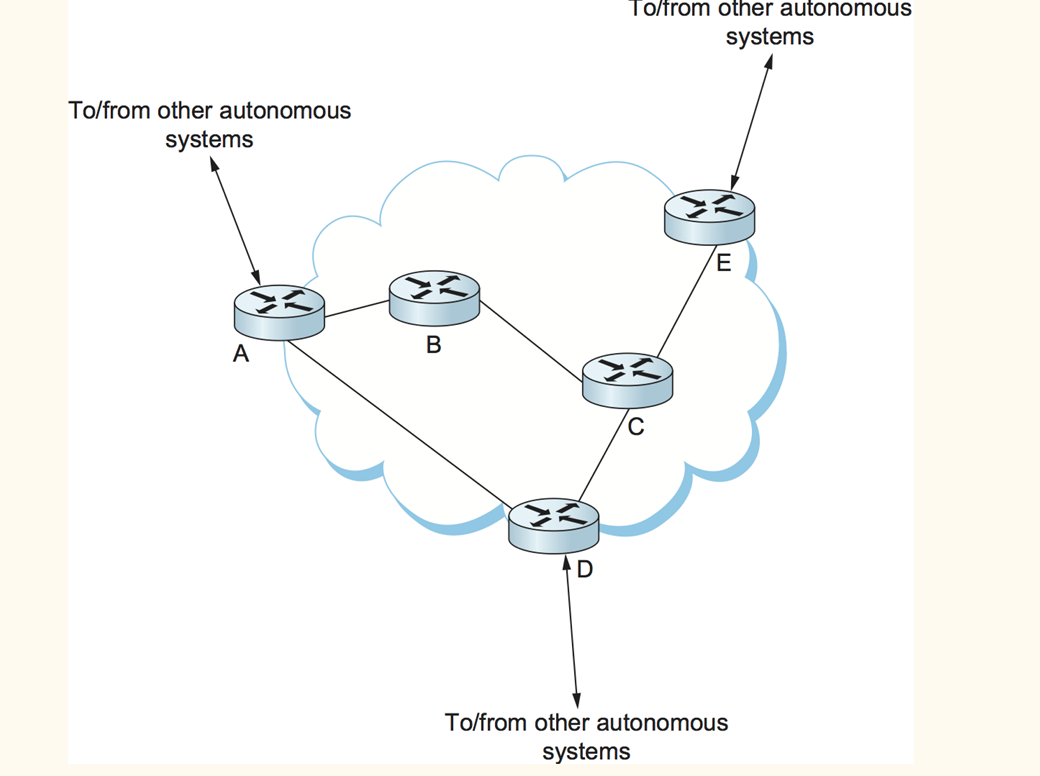 To/from other autonomous
systems
To/from other autonomous
systems
E
B
A
C
D
To/from other autonomous
systems